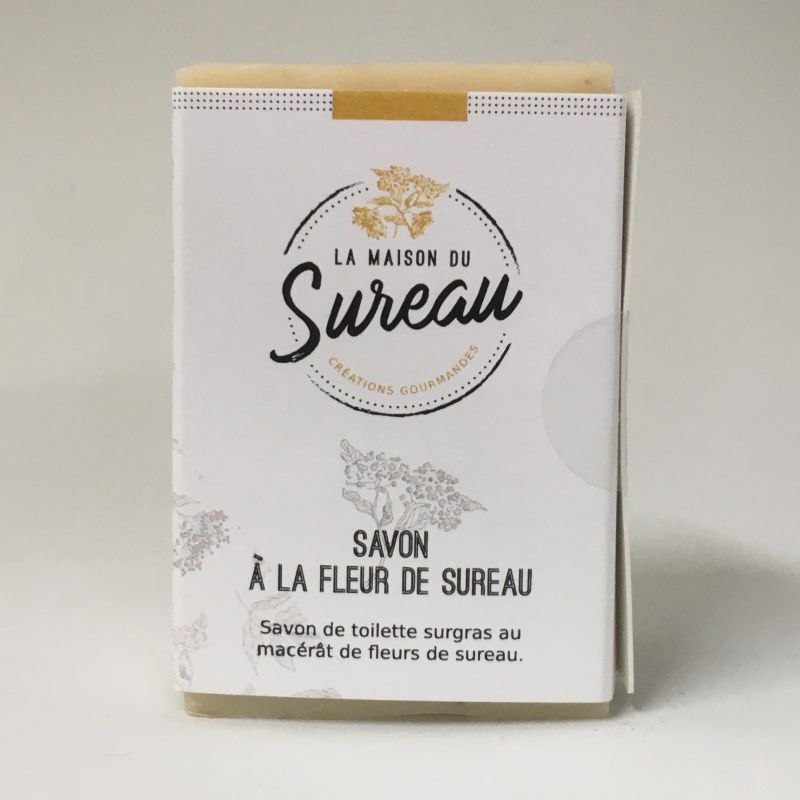 LA MAISON DU
Sureau
CRÉATIONS GOURMANDES
SAVON
À LA FLEUR DE SUREAU
Savon de toilette surgras au
macérât de fleurs de sureau.